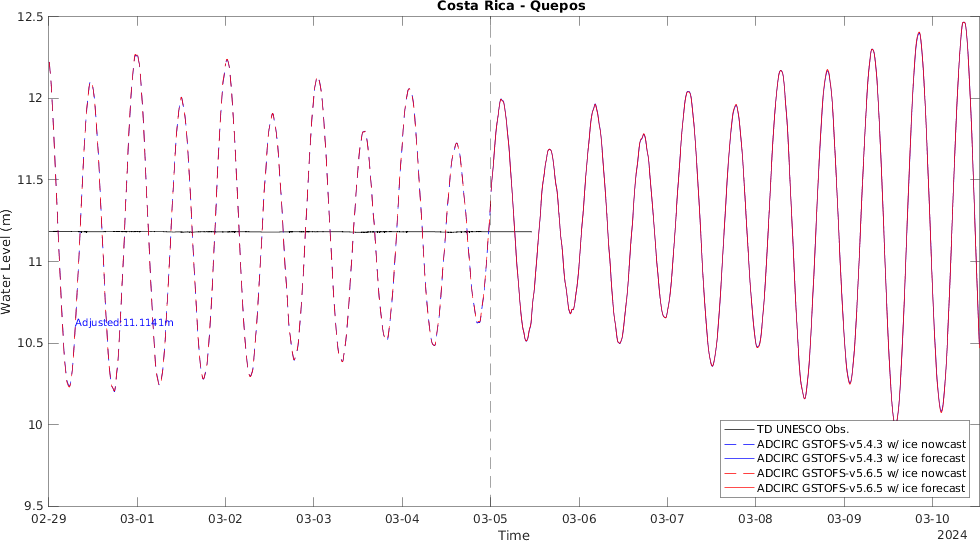 Costa Rica - Quepos
12.5
12
11.5
11
10.5
10
9.5
Water Level (m)
Adjusted:11.1141m
TD UNESCO Obs.
ADCIRC GSTOFS-v5.4.3 w/ ice nowcast
ADCIRC GSTOFS-v5.4.3 w/ ice forecast
ADCIRC GSTOFS-v5.6.5 w/ ice nowcast
ADCIRC GSTOFS-v5.6.5 w/ ice forecast
02-29 03-01 03-02 03-03 03-04 03-05 03-06 03-07 03-08 03-09 03-10
Time
2024